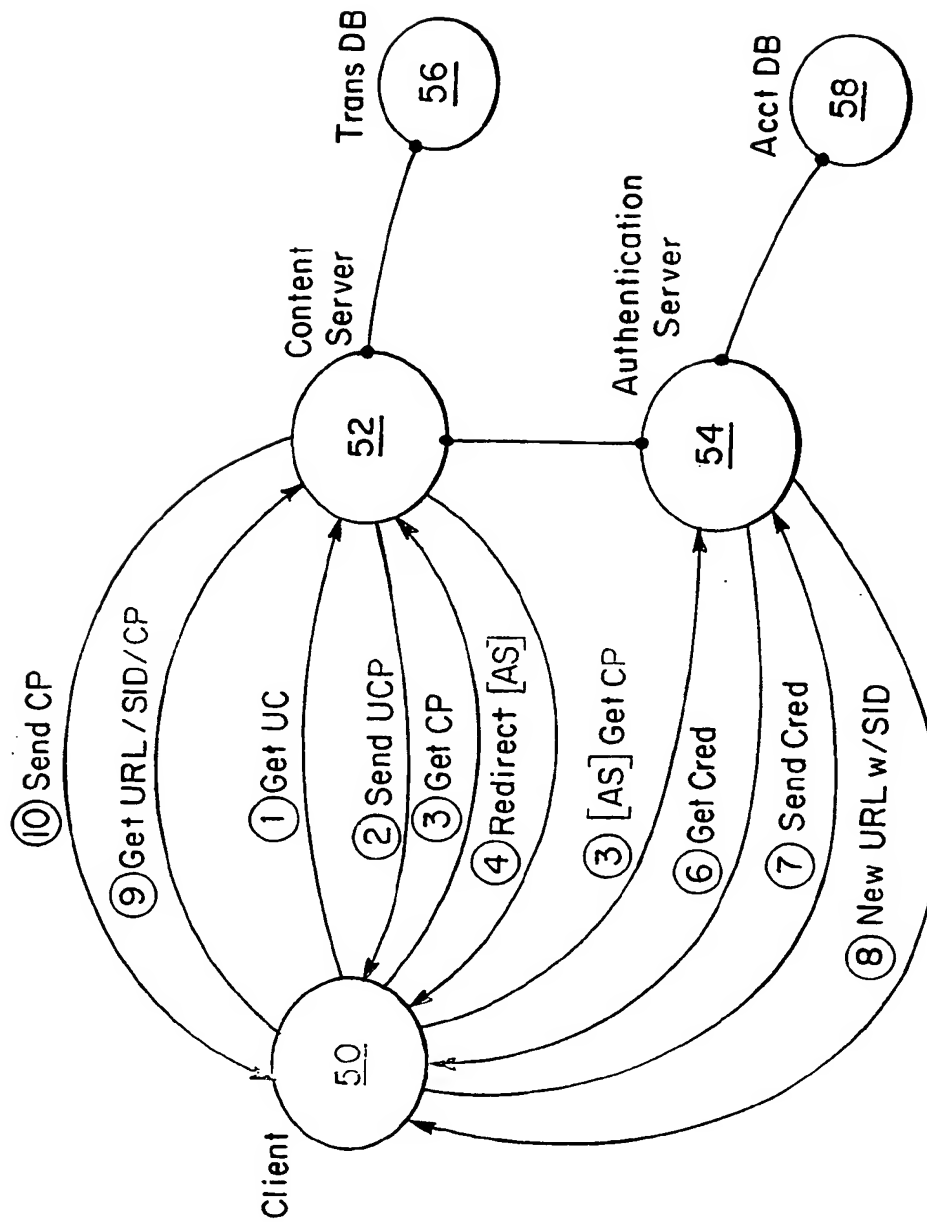 ⑩ Send CP
⑨ Get URL/SID/CP
① Get UC
② Send UCP
③ Get CP
④ Redirect [AS]
③ [AS] Get CP
⑥ Get Cred
⑦ Send Cred
⑧ New URL w/SID
Client
50
Content
Server
52
Trans DB
56
Authentication
Server
54
Acct DB
58